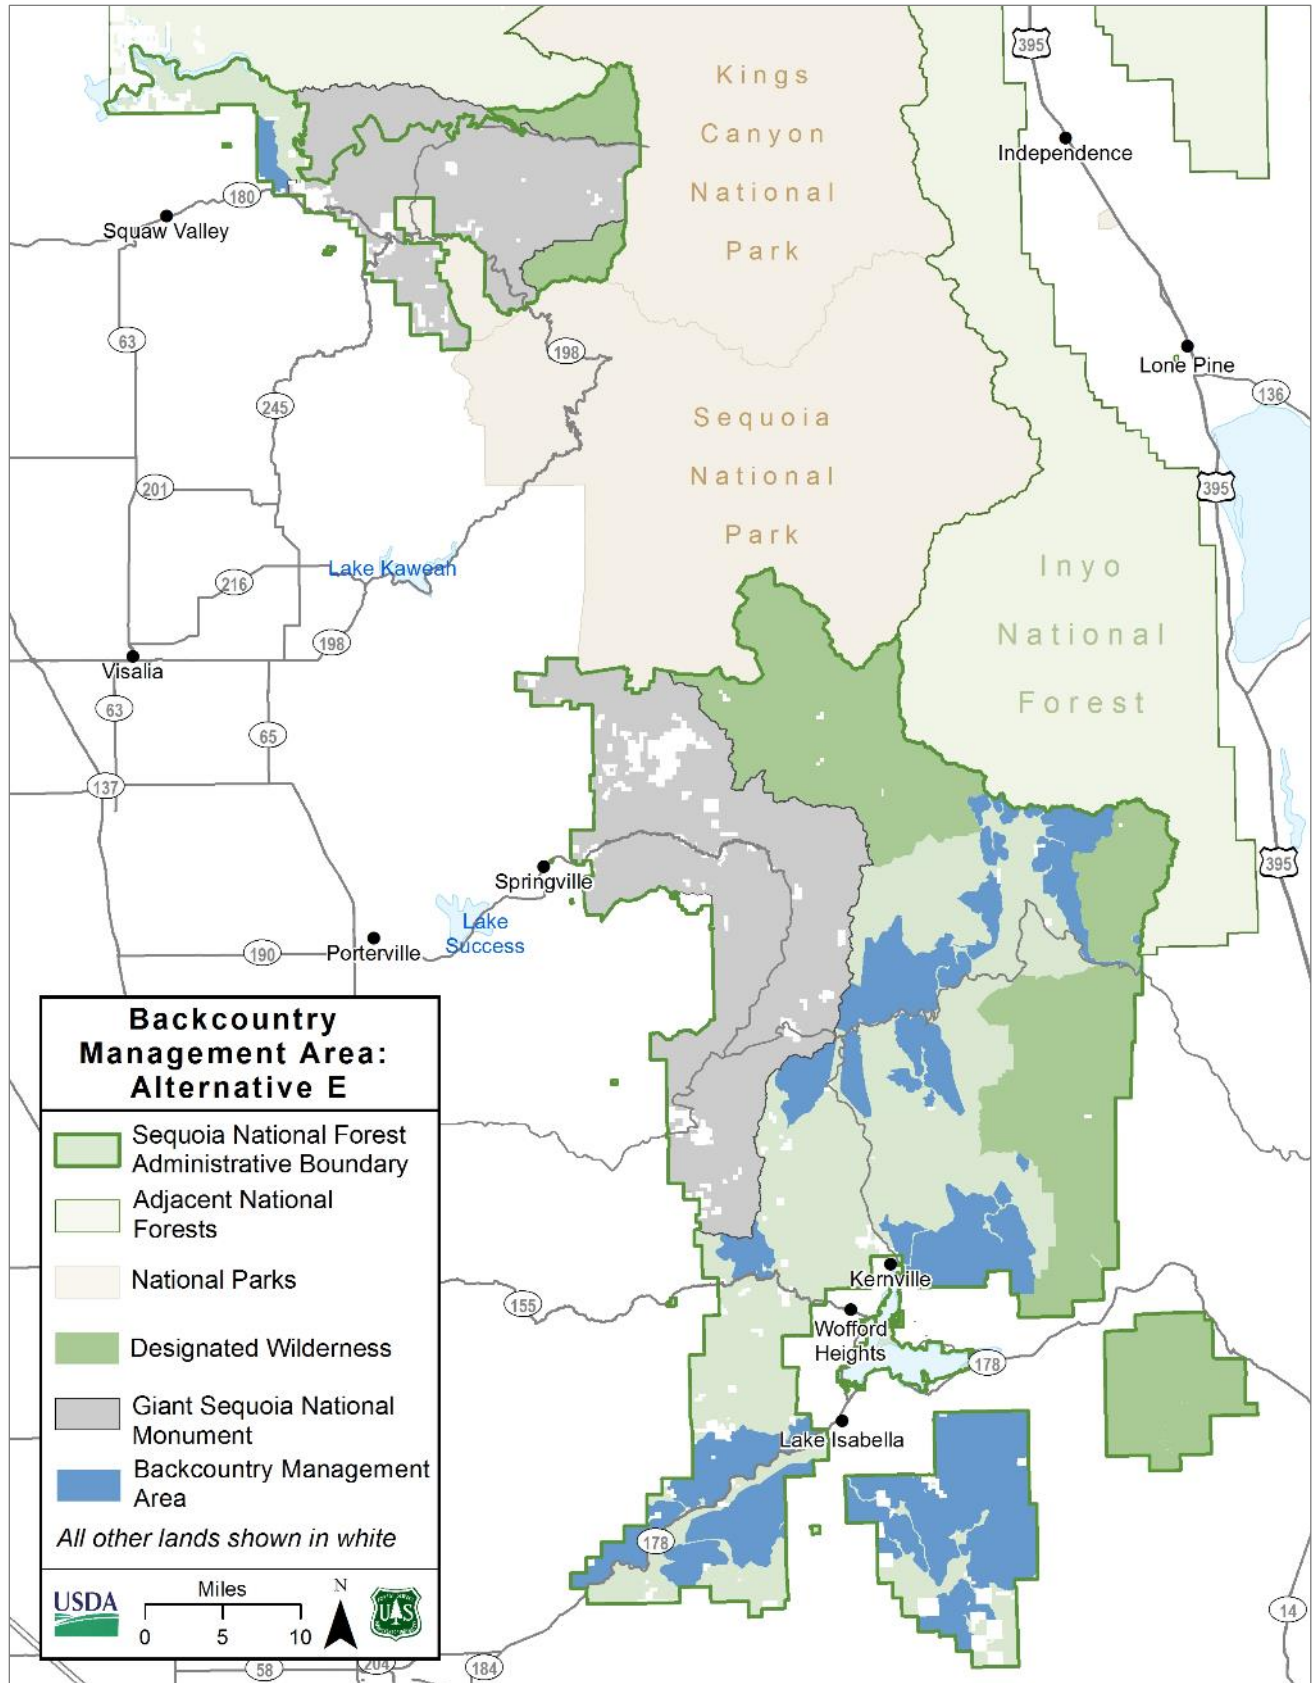 395
Kings
Canyon
National
Park
Independence
180
Squaw Valley
63
198
Lone Pine
136
245
Sequoia
National
Park
201
395
Lake Kaweah
Inyo
National
Forest
216
198
Visalia
63
65
137
395
Springville
Lake
Success
Porterville
190
Backcountry
Management Area:
Alternative E
Sequoia National Forest
Administrative Boundary
Adjacent National
Forests
National Parks
Designated Wilderness
Giant Sequoia National
Monument
Backcountry Management
Area
All other lands shown in white
USDA
Miles
0 5 10
N
U S
Kernville
155
Wofford
Heights
178
Lake Isabella
178
14
58
204
184